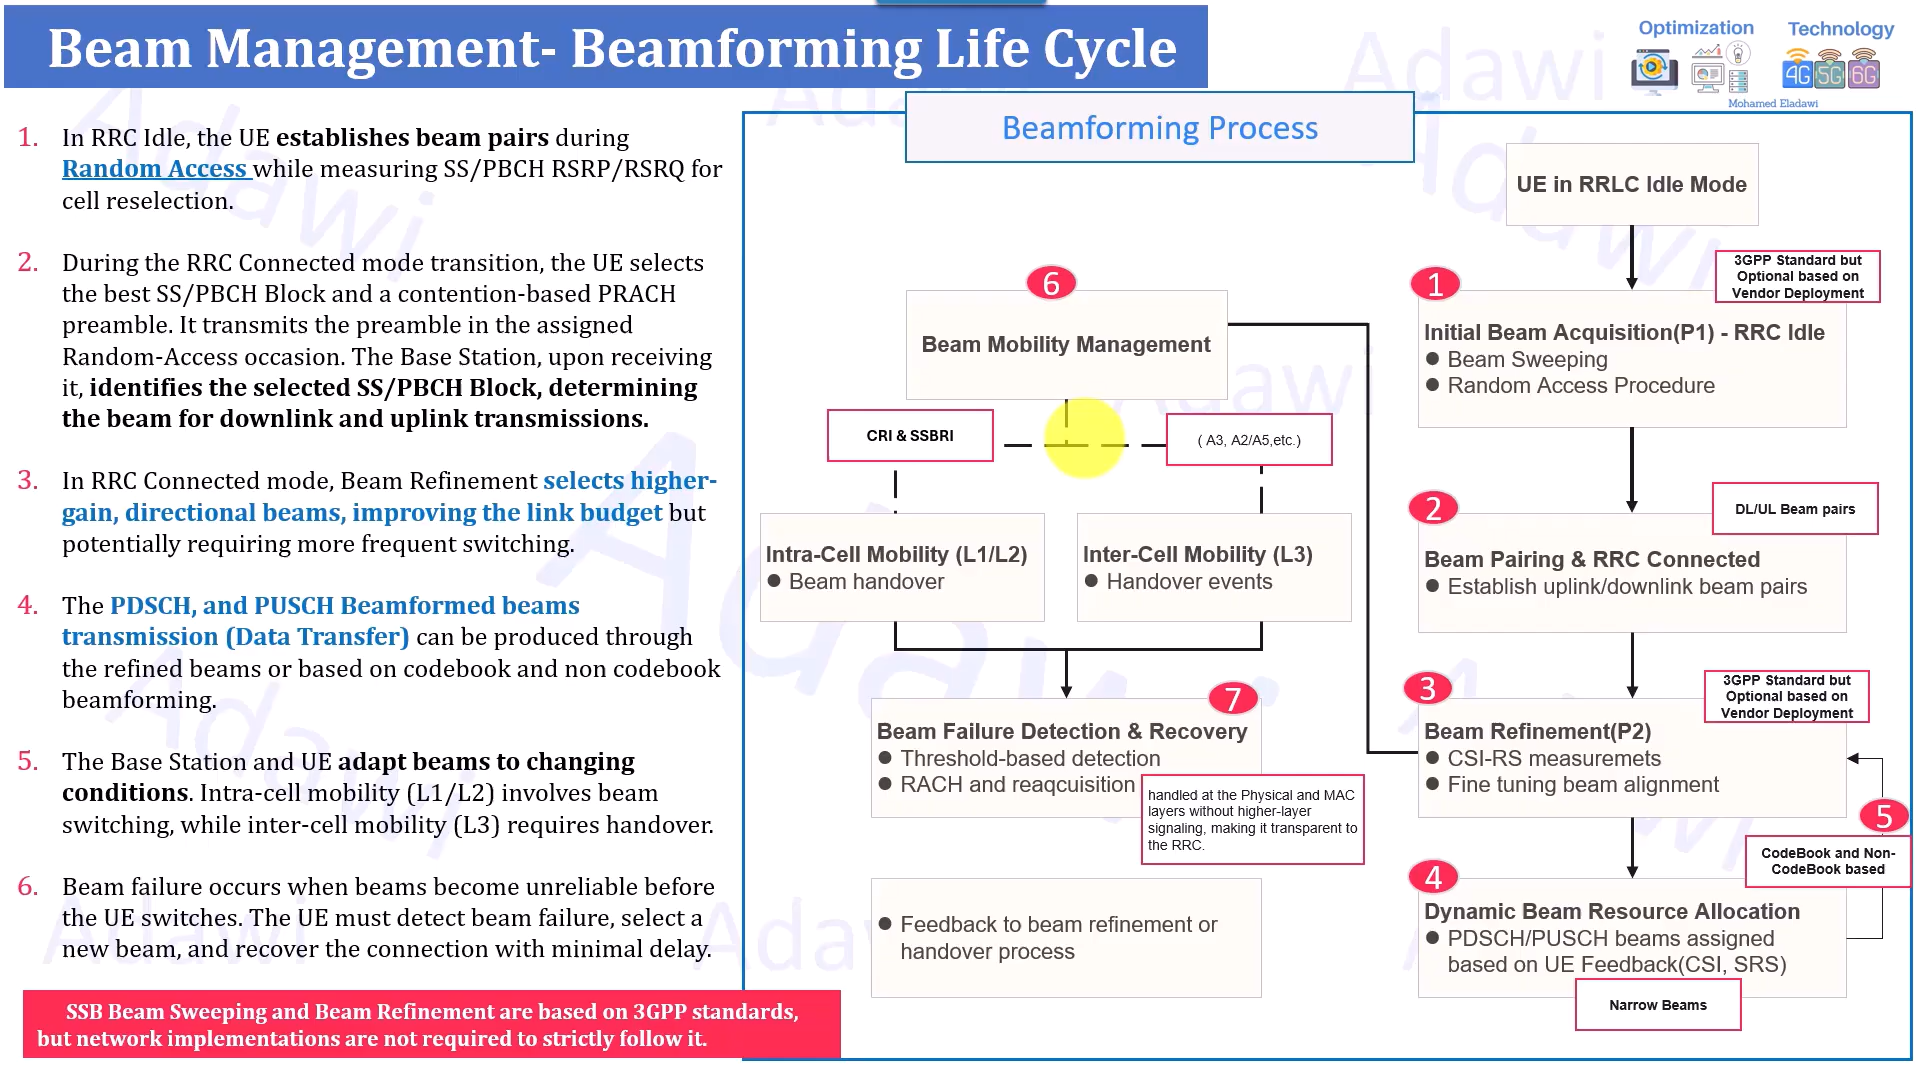 Beam Management- Beamforming Life Cycle
Optimization
Technology
4G 5G 6G
Mohamed Eladawi
1. In RRC Idle, the UE establishes beam pairs during
Random Access while measuring SS/PBCH RSRP/RSRQ for
cell reselection.
2. During the RRC Connected mode transition, the UE selects
the best SS/PBCH Block and a contention-based PRACH
preamble. It transmits the preamble in the assigned
Random-Access occasion. The Base Station, upon receiving
it, identifies the selected SS/PBCH Block, determining
the beam for downlink and uplink transmissions.
3. In RRC Connected mode, Beam Refinement selects higher-
gain, directional beams, improving the link budget but
potentially requiring more frequent switching.
4. The PDSCH, and PUSCH Beamformed beams
transmission (Data Transfer) can be produced through
the refined beams or based on codebook and non codebook
beamforming.
5. The Base Station and UE adapt beams to changing
conditions. Intra-cell mobility (L1/L2) involves beam
switching, while inter-cell mobility (L3) requires handover.
6. Beam failure occurs when beams become unreliable before
the UE switches. The UE must detect beam failure, select a
new beam, and recover the connection with minimal delay.
SSB Beam Sweeping and Beam Refinement are based on 3GPP standards,
but network implementations are not required to strictly follow it.
Beamforming Process
UE in RRLC Idle Mode
3GPP Standard but
Optional based on
Vendor Deployment
1
Initial Beam Acquisition(P1) - RRC Idle
● Beam Sweeping
● Random Access Procedure
2
DL/UL Beam pairs
Beam Pairing & RRC Connected
● Establish uplink/downlink beam pairs
3
3GPP Standard but
Optional based on
Vendor Deployment
Beam Refinement(P2)
● CSI-RS measuremets
● Fine tuning beam alignment
5
CodeBook and Non-
CodeBook based
4
Dynamic Beam Resource Allocation
● PDSCH/PUSCH beams assigned
based on UE Feedback(CSI, SRS)
Narrow Beams
6
Beam Mobility Management
CRI & SSBRI
( A3, A2/A5,etc.)
Intra-Cell Mobility (L1/L2)
● Beam handover
Inter-Cell Mobility (L3)
● Handover events
7
Beam Failure Detection & Recovery
● Threshold-based detection
● RACH and reaqcuisition
handled at the Physical and MAC
layers without higher-layer
signaling, making it transparent to
the RRC.
● Feedback to beam refinement or
handover process
Adawi